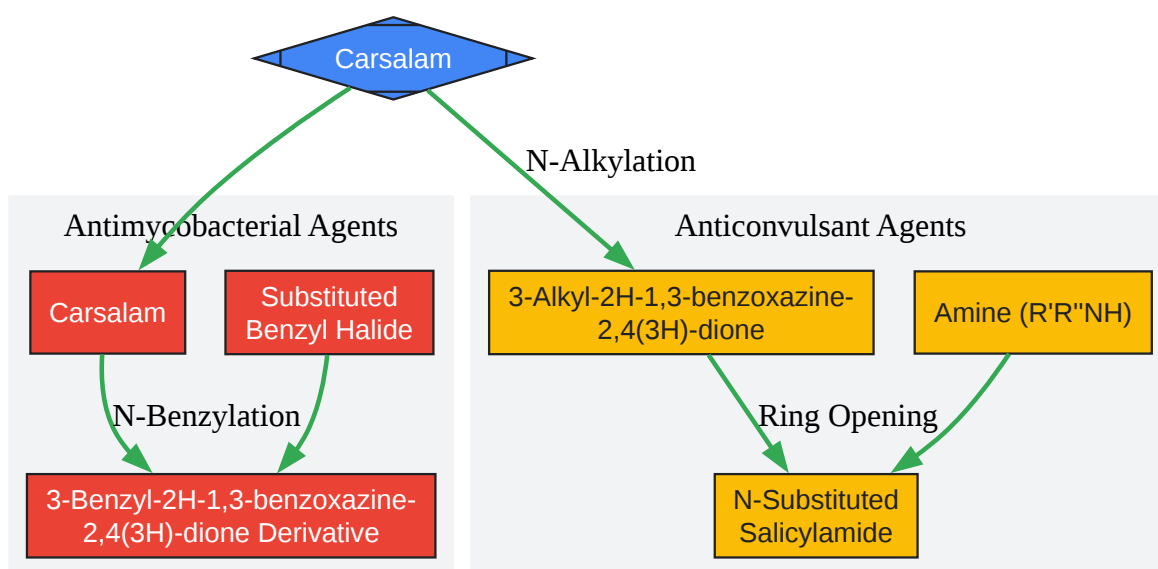 Carsalam
N-Alkylation
Antimycobacterial Agents
Anticonvulsant Agents
Carsalam
Substituted
Benzyl Halide
3-Alkyl-2H-1,3-benzoxazine-
2,4(3H)-dione
Amine (R'R"NH)
N-Benzylation
Ring Opening
3-Benzyl-2H-1,3-benzoxazine-
2,4(3H)-dione Derivative
N-Substituted
Salicylamide